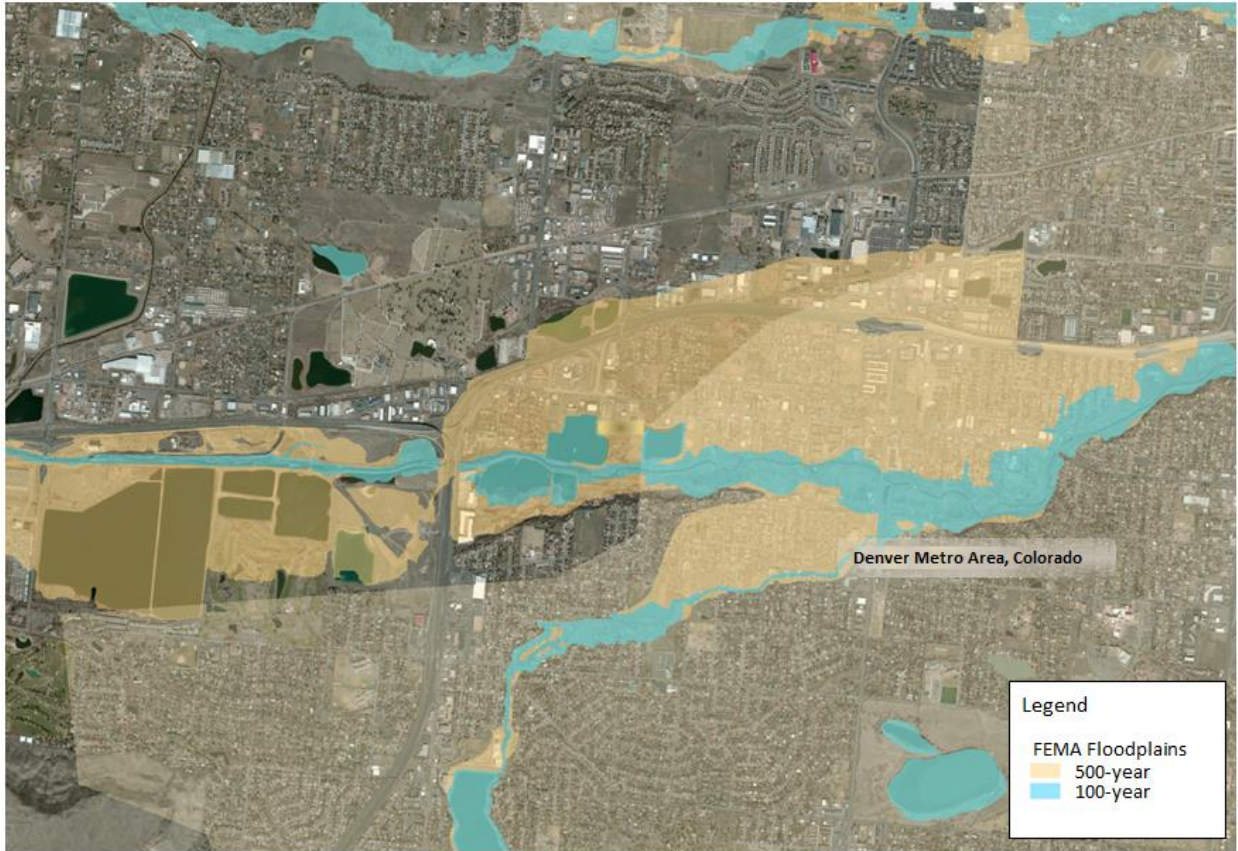 Denver Metro Area, Colorado
Legend
FEMA Floodplains
500-year
100-year